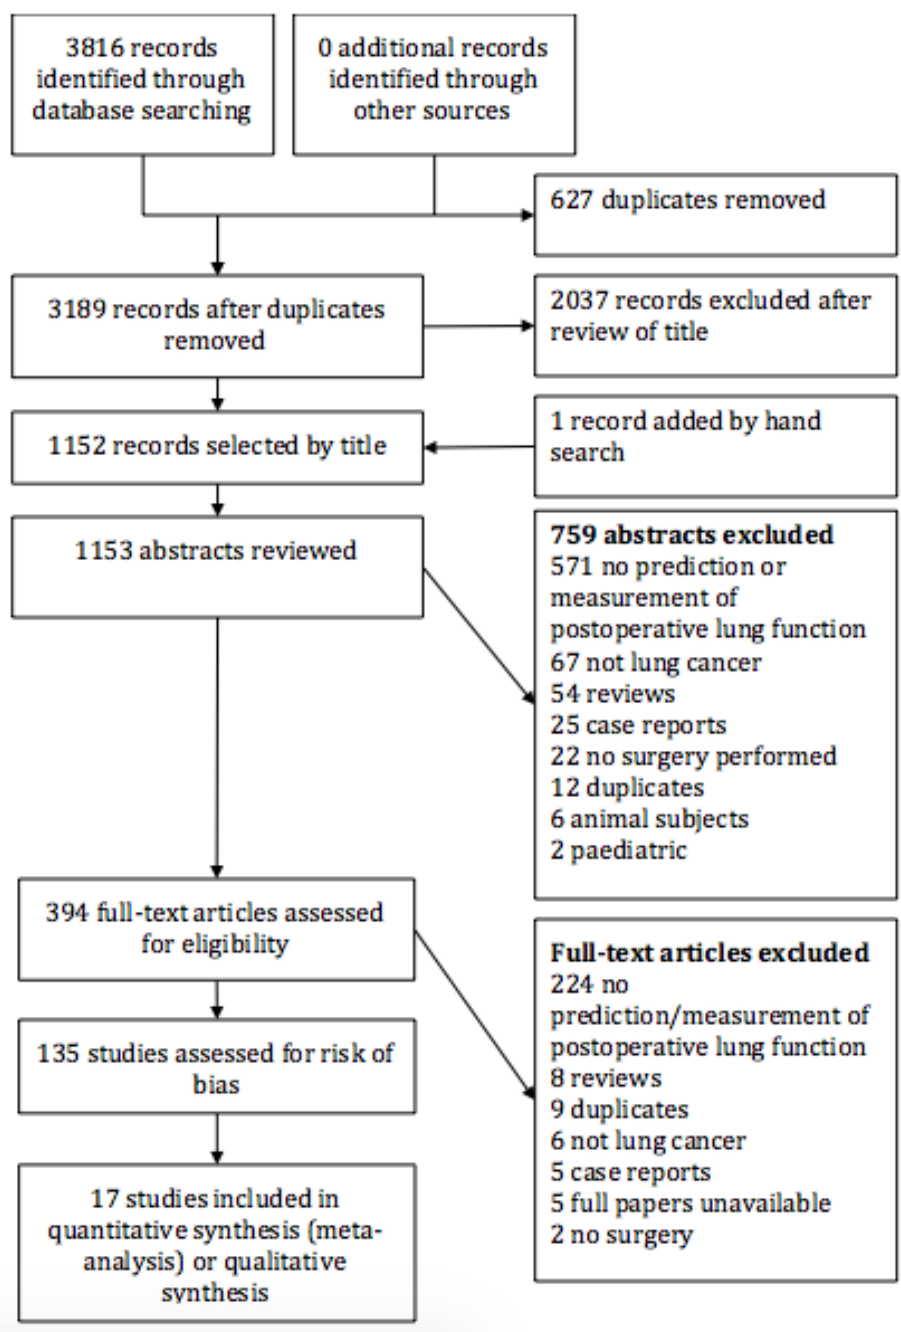 3816 records
identified through
database searching
0 additional records
identified through
other sources
627 duplicates removed
3189 records after duplicates
removed
2037 records excluded after
review of title
1152 records selected by title
1 record added by hand
search
1153 abstracts reviewed
759 abstracts excluded
571 no prediction or
measurement of
postoperative lung function
67 not lung cancer
54 reviews
25 case reports
22 no surgery performed
12 duplicates
6 animal subjects
2 paediatric
394 full-text articles assessed
for eligibility
Full-text articles excluded
224 no
prediction/measurement of
postoperative lung function
8 reviews
9 duplicates
6 not lung cancer
5 case reports
5 full papers unavailable
2 no surgery
135 studies assessed for risk of
bias
17 studies included in
quantitative synthesis (meta-
analysis) or qualitative
synthesis